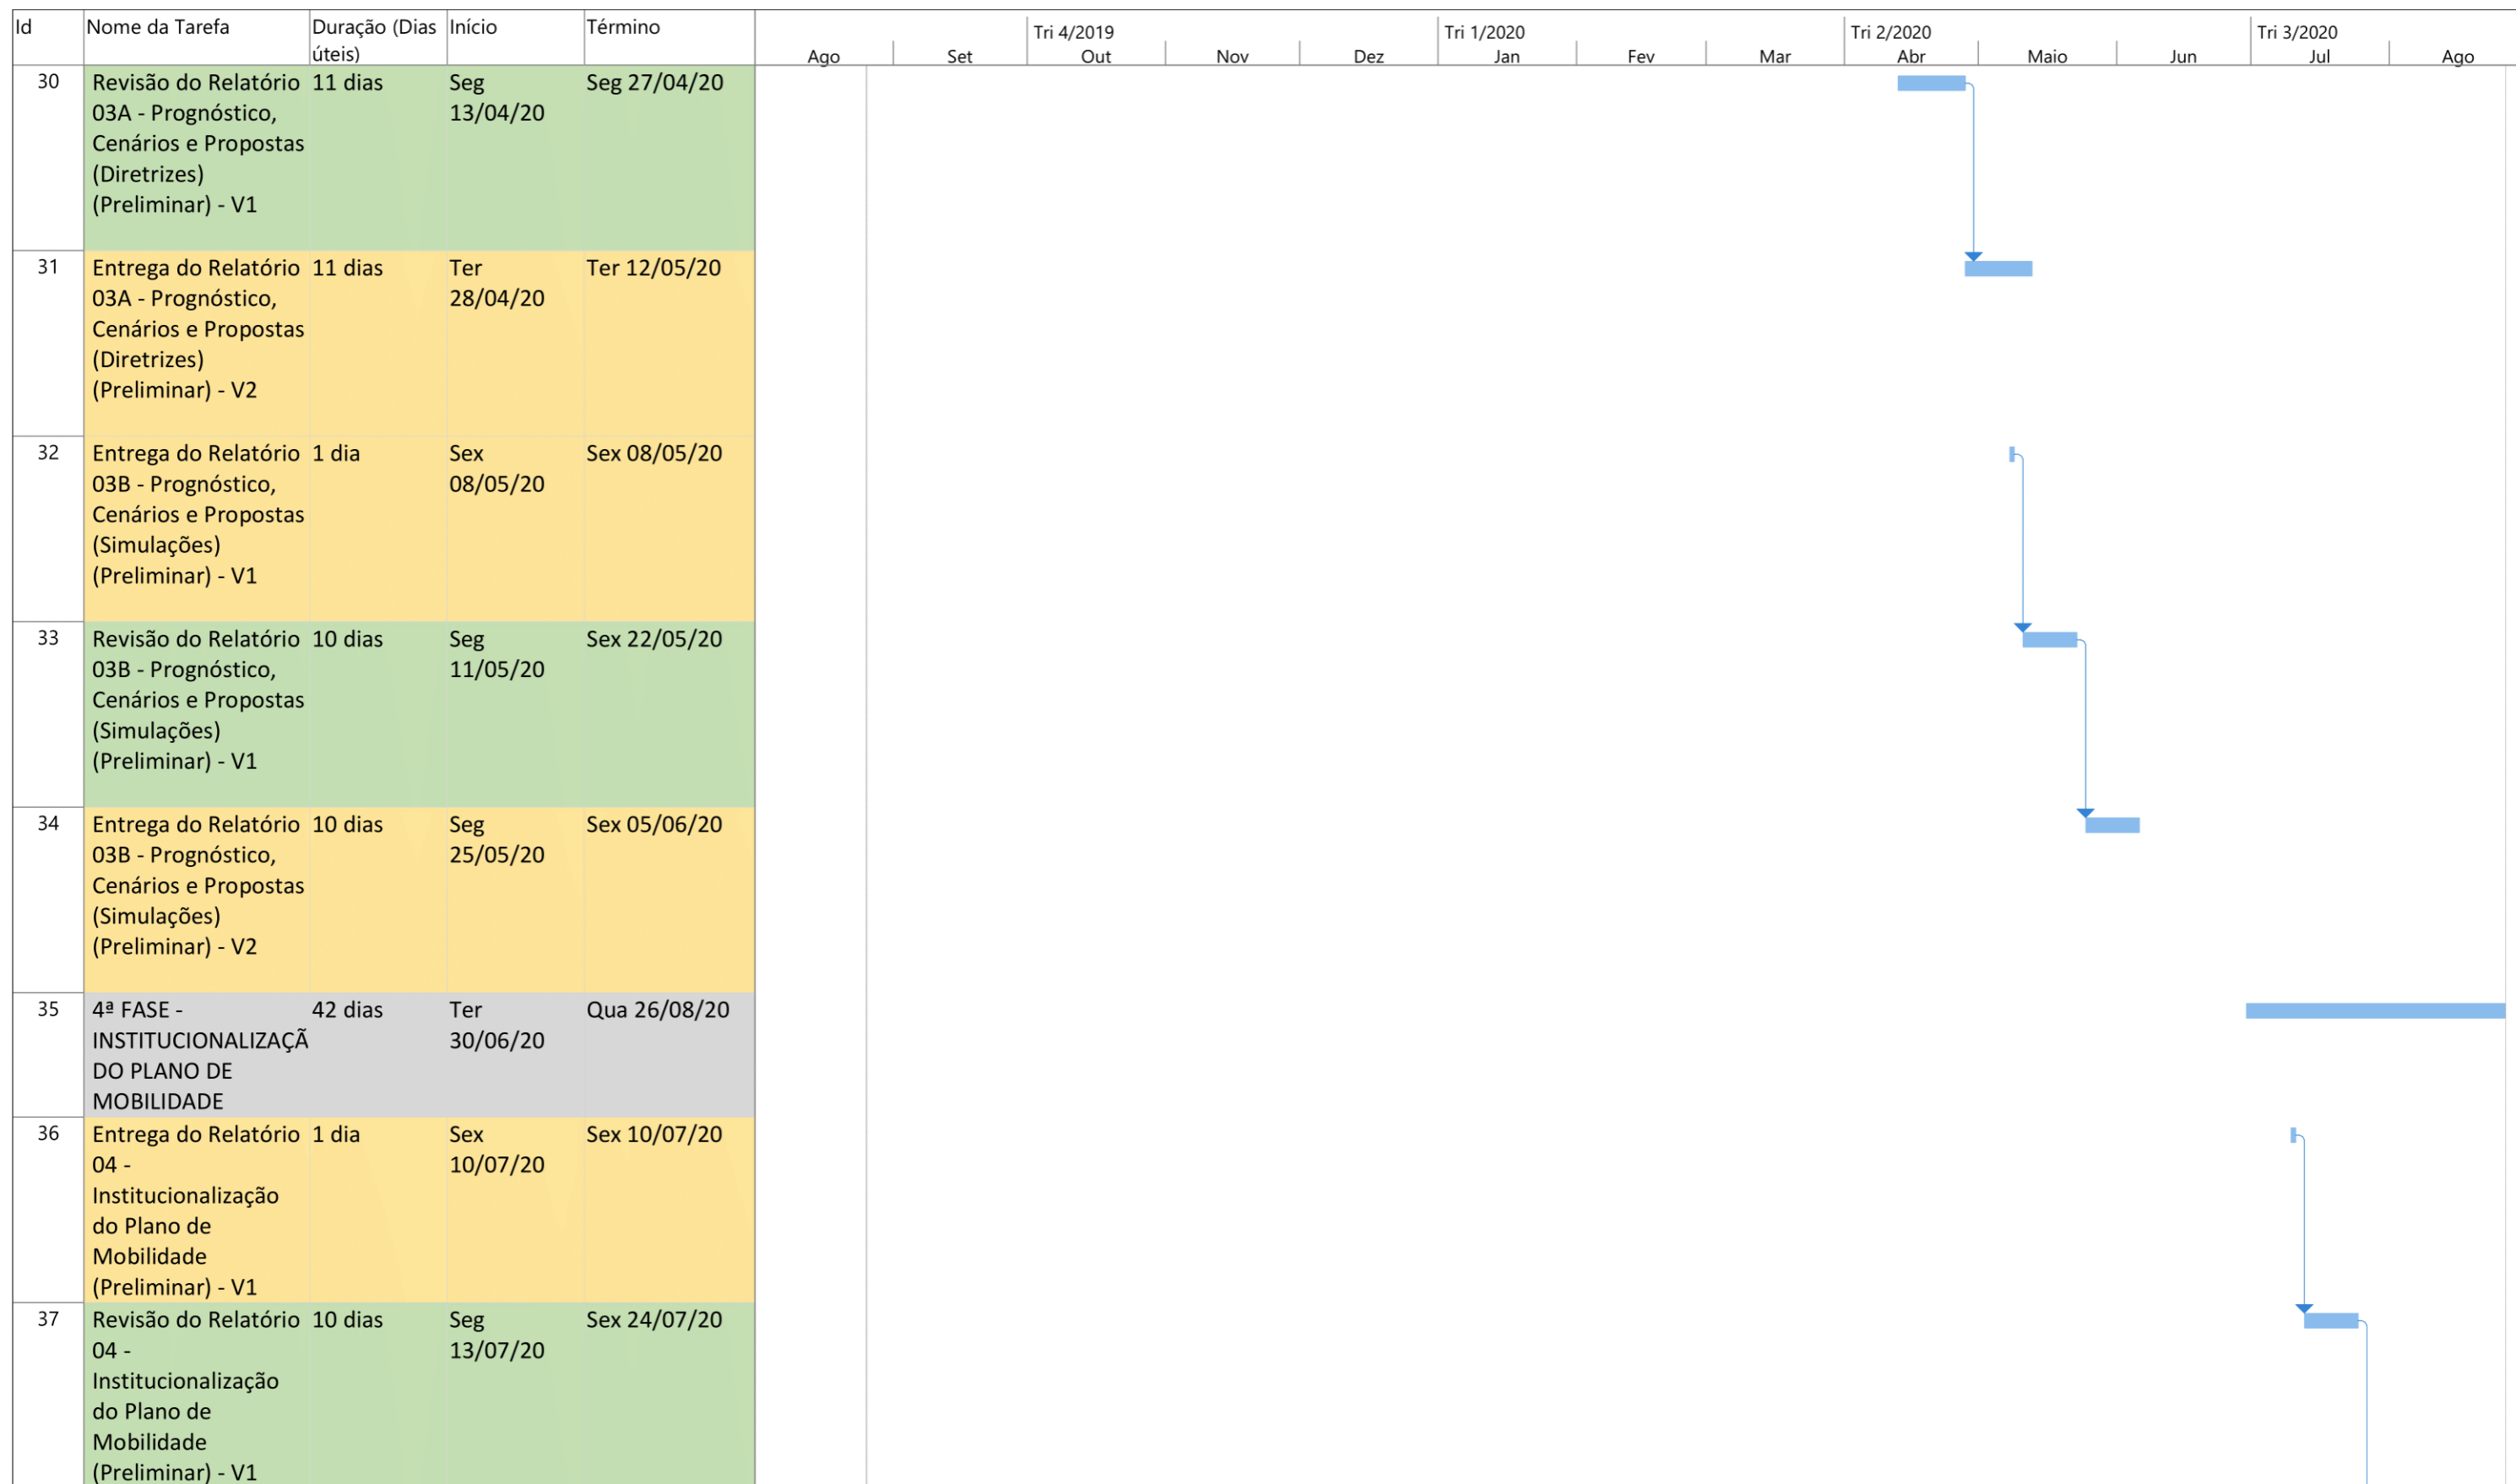 Id Nome da Tarefa Duração (Dias úteis) Início Término
Tri 4/2019 Tri 1/2020 Tri 2/2020 Tri 3/2020
Ago Set Out Nov Dez Jan Fev Mar Abr Maio Jun Jul Ago
30 Revisão do Relatório 11 dias Seg Seg 27/04/20
03A - Prognóstico, 13/04/20
Cenários e Propostas
(Diretrizes)
(Preliminar) - V1
31 Entrega do Relatório 11 dias Ter Ter 12/05/20
03A - Prognóstico, 28/04/20
Cenários e Propostas
(Diretrizes)
(Preliminar) - V2
32 Entrega do Relatório 1 dia Sex Sex 08/05/20
03B - Prognóstico, 08/05/20
Cenários e Propostas
(Simulações)
(Preliminar) - V1
33 Revisão do Relatório 10 dias Seg Sex 22/05/20
03B - Prognóstico, 11/05/20
Cenários e Propostas
(Simulações)
(Preliminar) - V1
34 Entrega do Relatório 10 dias Seg Sex 05/06/20
03B - Prognóstico, 25/05/20
Cenários e Propostas
(Simulações)
(Preliminar) - V2
35 4ª FASE - 42 dias Ter Qua 26/08/20
INSTITUCIONALIZAÇÃ 30/06/20
DO PLANO DE
MOBILIDADE
36 Entrega do Relatório 1 dia Sex Sex 10/07/20
04 - 10/07/20
Institucionalização
do Plano de
Mobilidade
(Preliminar) - V1
37 Revisão do Relatório 10 dias Seg Sex 24/07/20
04 - 13/07/20
Institucionalização
do Plano de
Mobilidade
(Preliminar) - V1